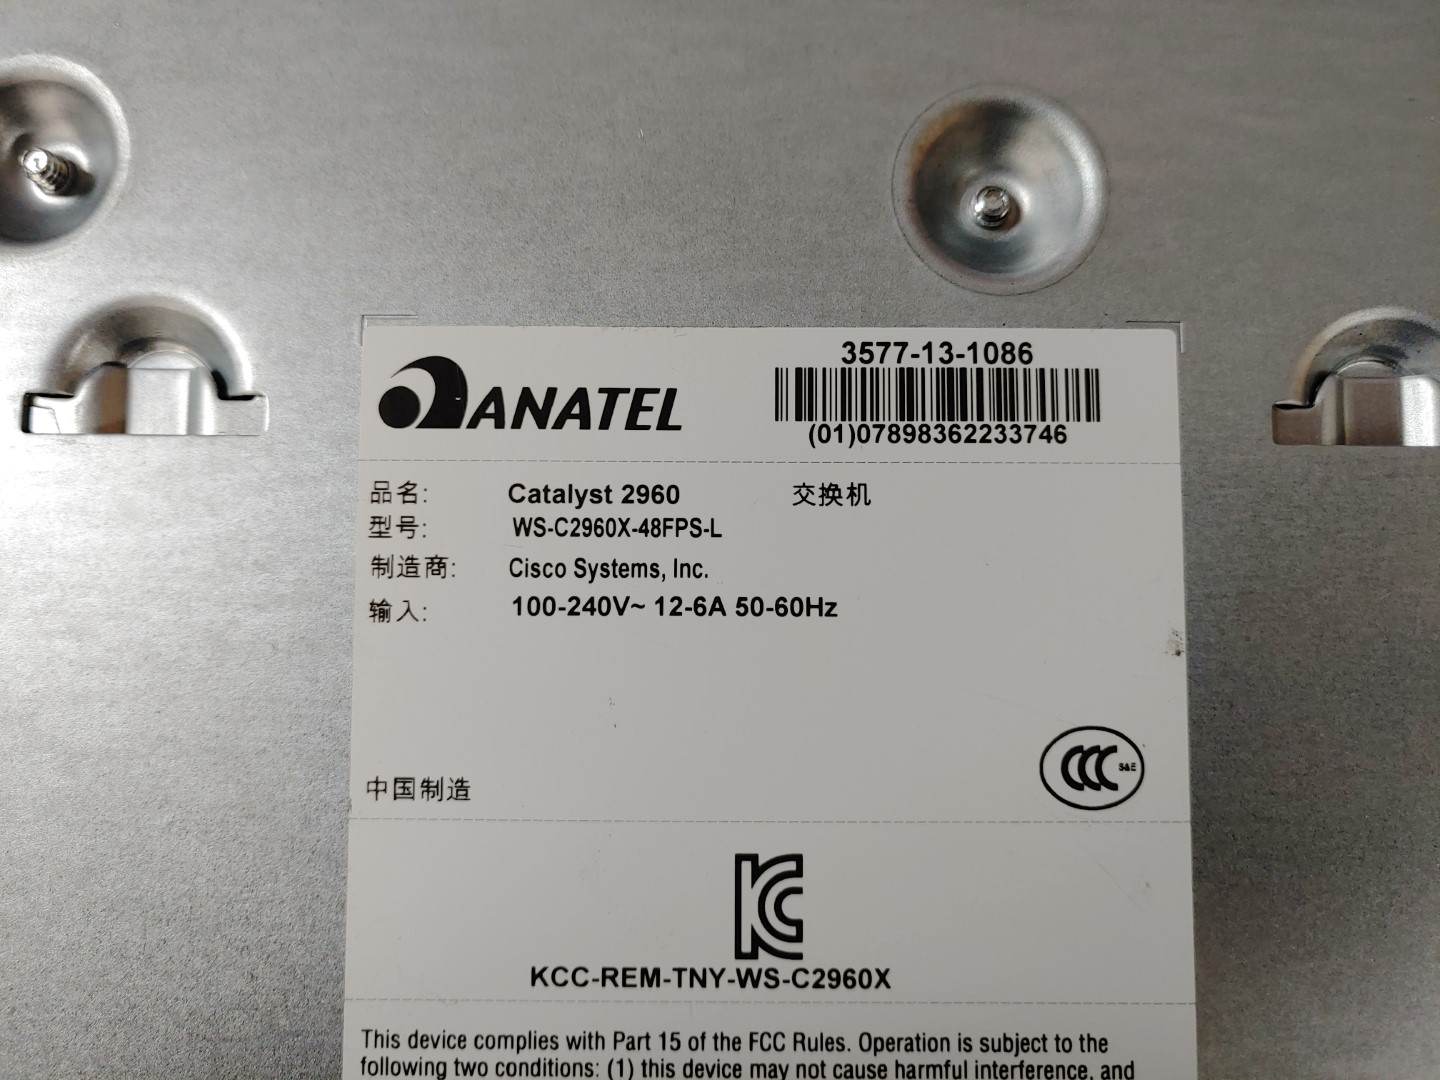 ANATEL
3577-13-1086
(01)07898362233746
品名: Catalyst 2960 交换机
型号: WS-C2960X-48FPS-L
制造商: Cisco Systems, Inc.
输入: 100-240V~ 12-6A 50-60Hz
CCC S&E
中国制造
KC
KCC-REM-TNY-WS-C2960X
This device complies with Part 15 of the FCC Rules. Operation is subject to the
following two conditions: (1) this device may not cause harmful interference, and